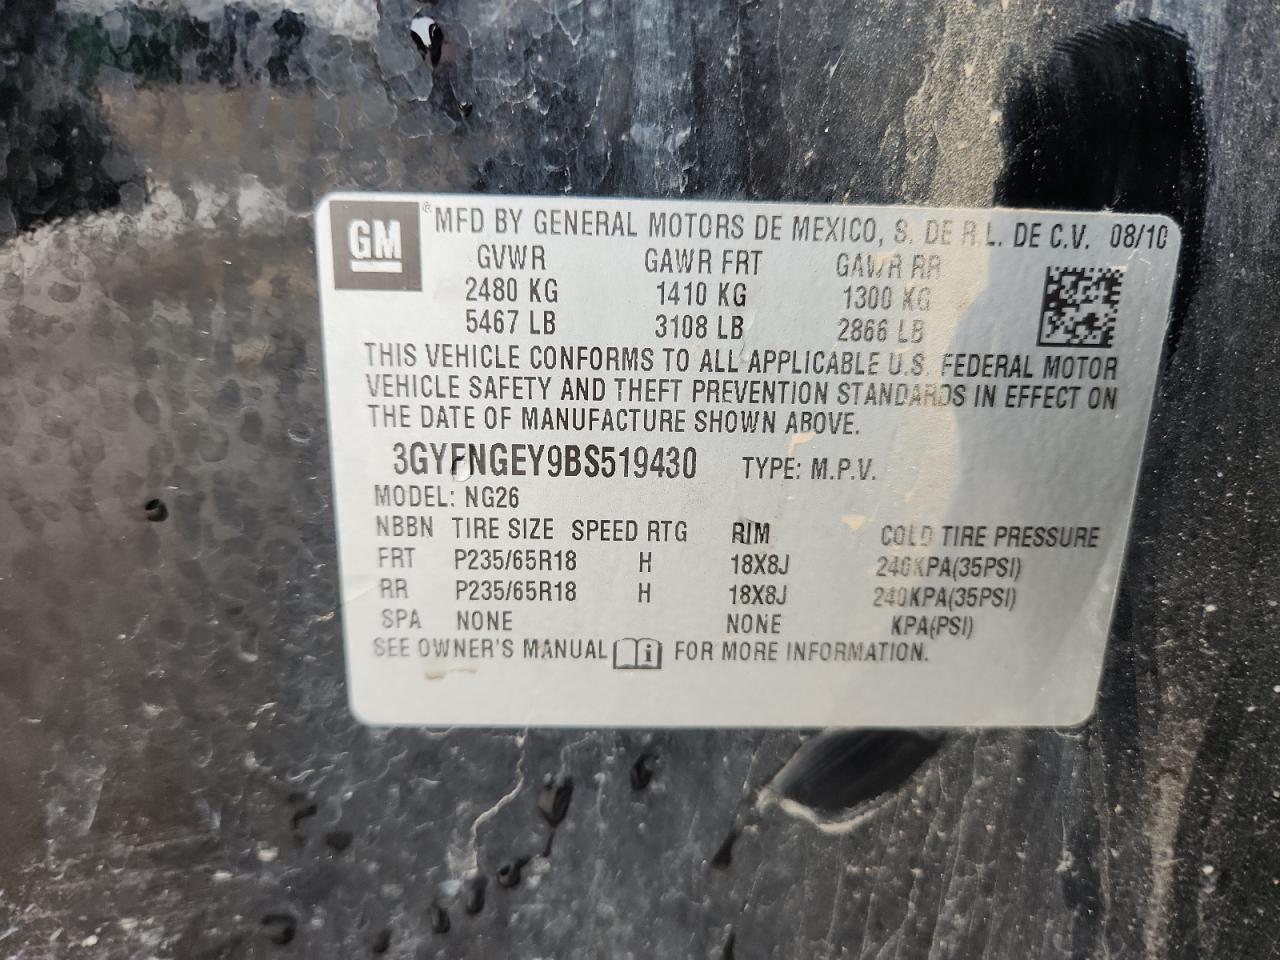 GM ® MFD BY GENERAL MOTORS DE MEXICO, S. DE R.L. DE C.V. 08/10
GVWR GAWR FRT GAWR RR
2480 KG 1410 KG 1300 KG
5467 LB 3108 LB 2866 LB
THIS VEHICLE CONFORMS TO ALL APPLICABLE U.S. FEDERAL MOTOR
VEHICLE SAFETY AND THEFT PREVENTION STANDARDS IN EFFECT ON
THE DATE OF MANUFACTURE SHOWN ABOVE.
3GYFNGEY9BS519430 TYPE: M.P.V.
MODEL: NG26
NBBN TIRE SIZE SPEED RTG RIM COLD TIRE PRESSURE
FRT P235/65R18 H 18X8J 240KPA(35PSI)
RR P235/65R18 H 18X8J 240KPA(35PSI)
SPA NONE NONE KPA(PSI)
SEE OWNER'S MANUAL i FOR MORE INFORMATION.